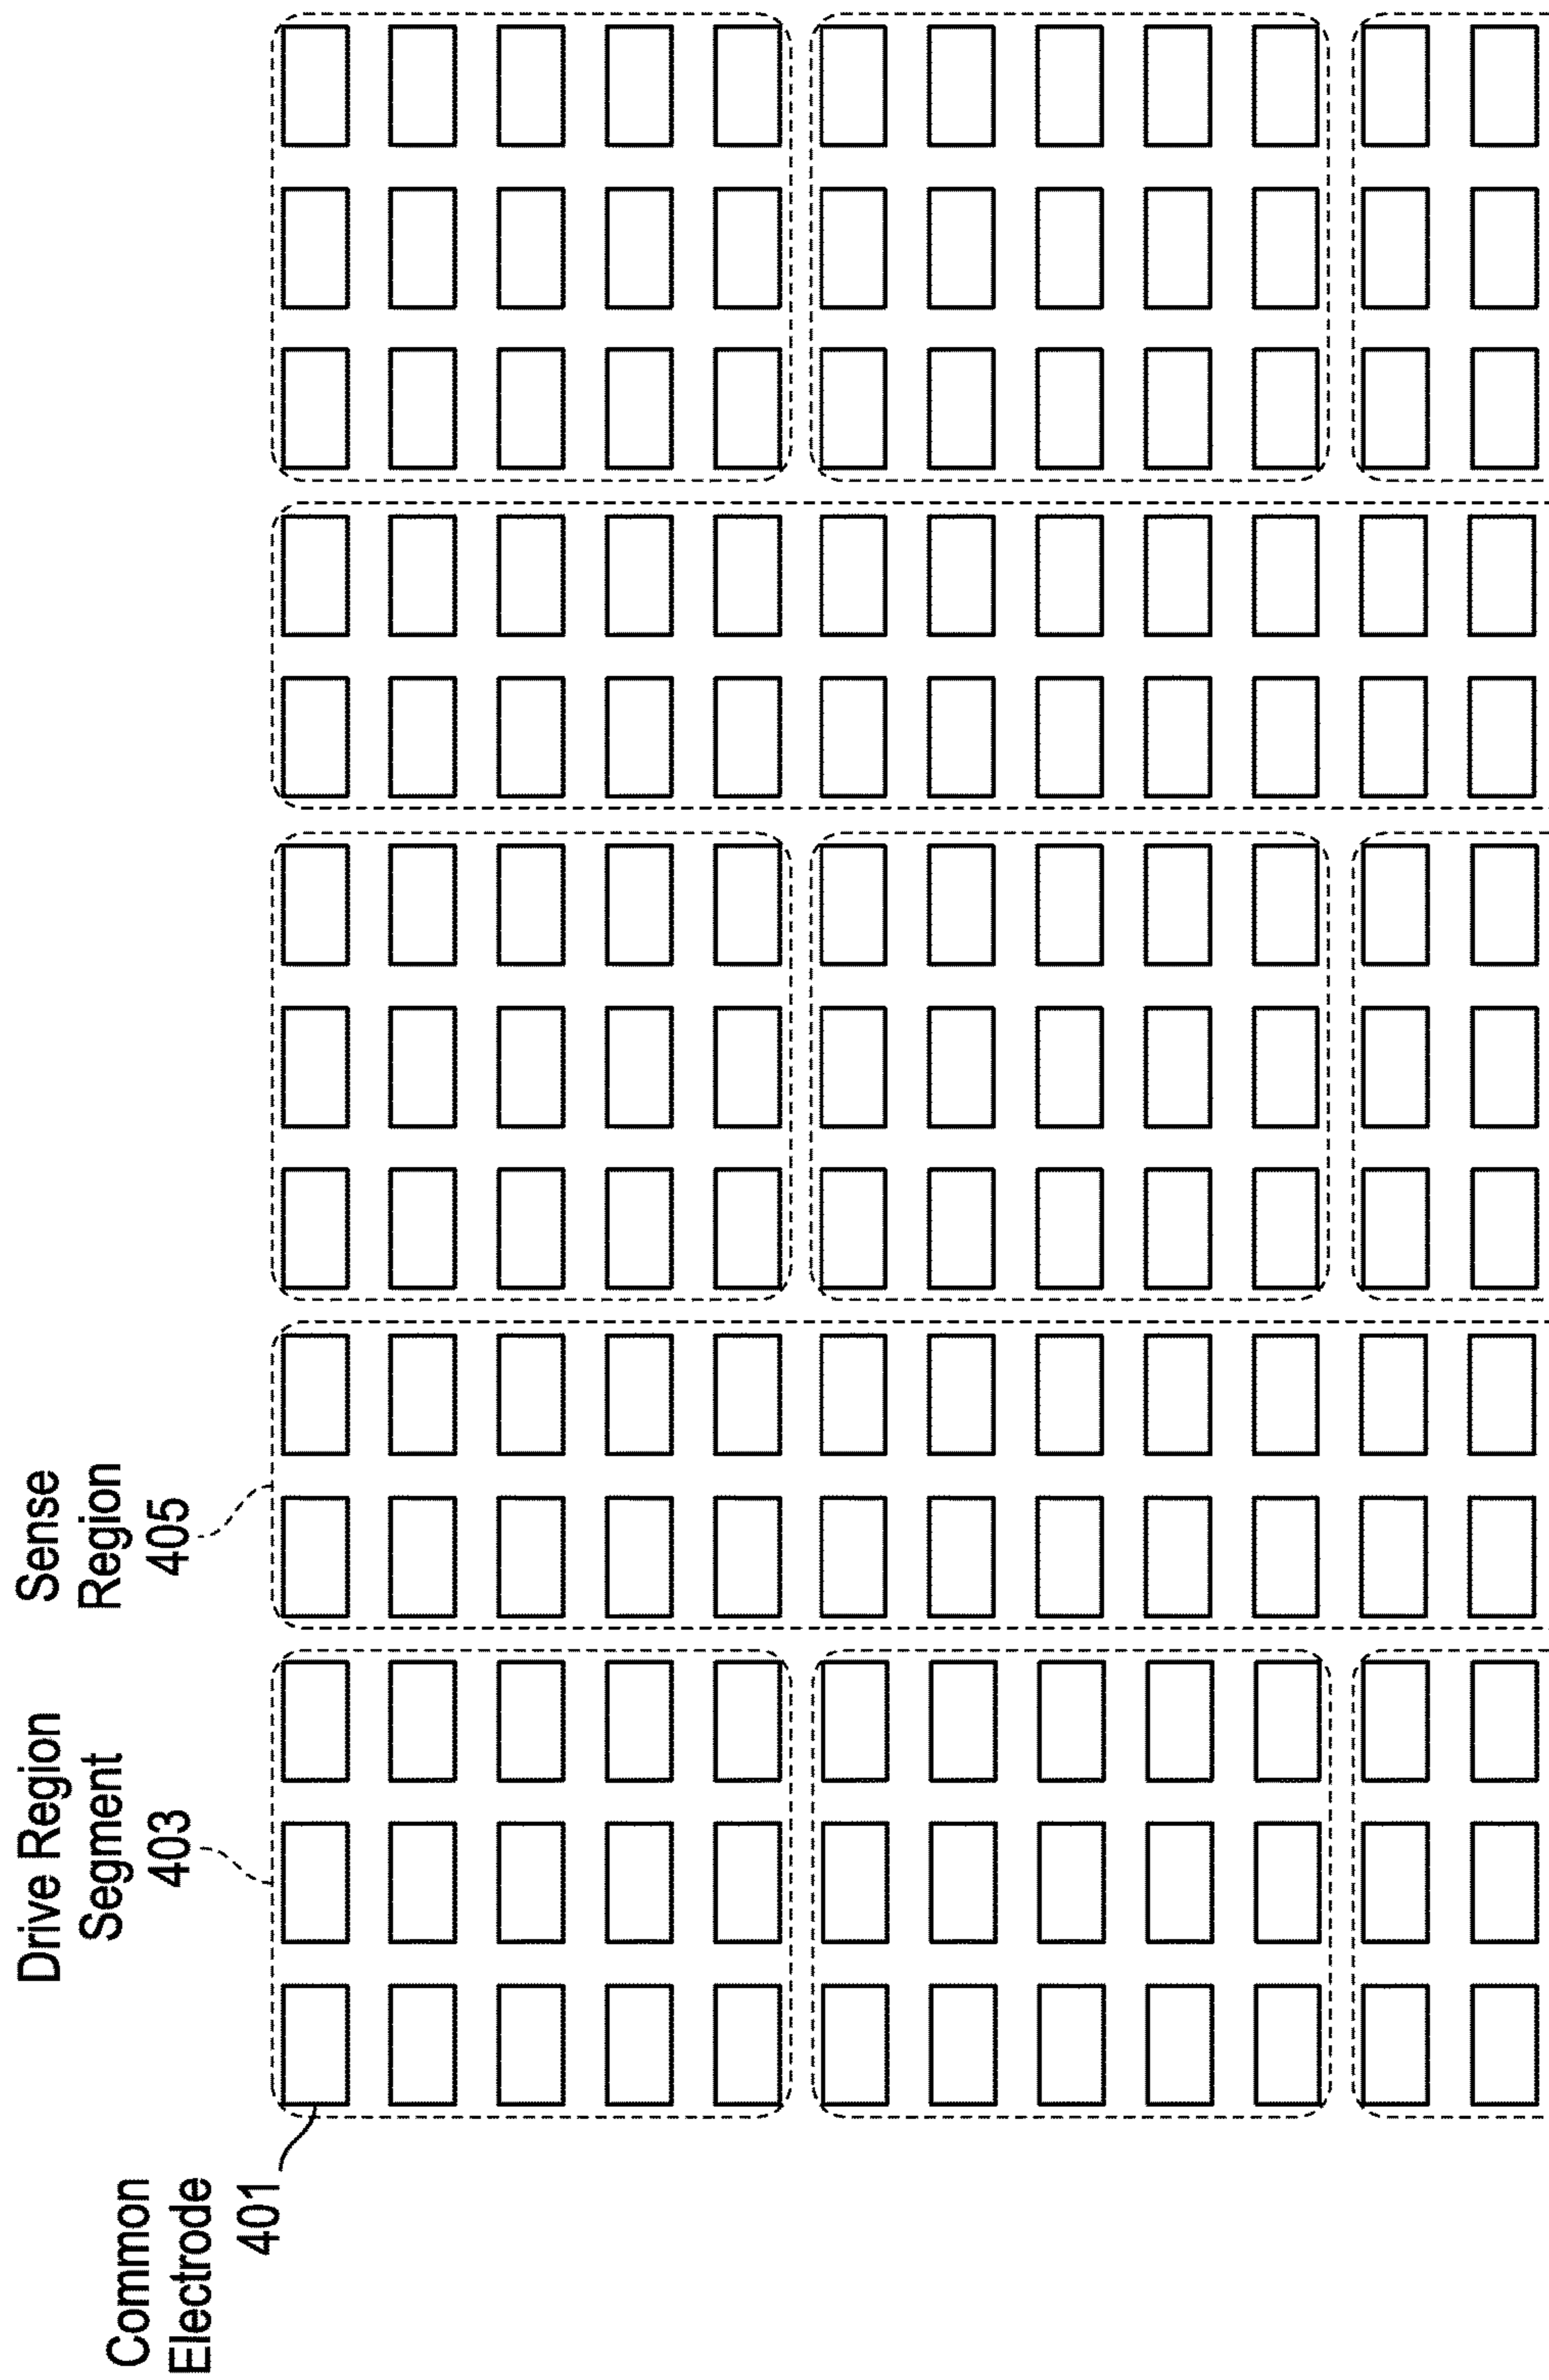 Common
Electrode
401
Drive Region
Segment
403
Sense
Region
405